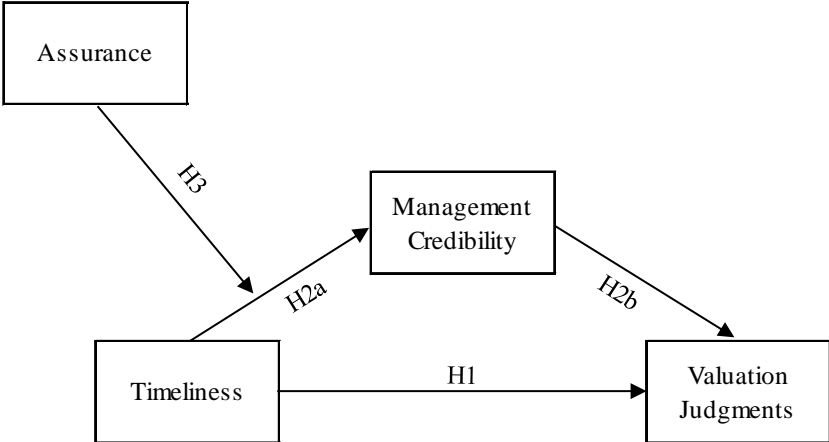 Assurance
H3
Management
Credibility
H2a
H2b
H1
Timeliness
Valuation
Judgments